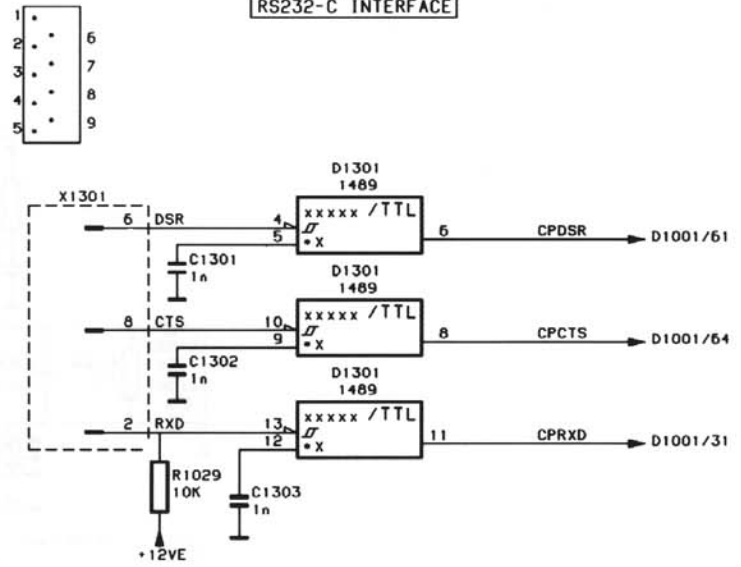 RS232-C INTERFACE
1
6
2
7
3
8
4
9
5
X1301
D1301
1489
6 DSR
4
xxxxx /TTL
5
• X
6
CPDSR
D1001/61
C1301
1n
D1301
1489
8 CTS
10
xxxxx /TTL
9
• X
8
CPCTS
D1001/64
C1302
1n
D1301
1489
2 RXD
13
xxxxx /TTL
12
• X
11
CPRXD
D1001/31
R1029
10K
C1303
1n
+12VE